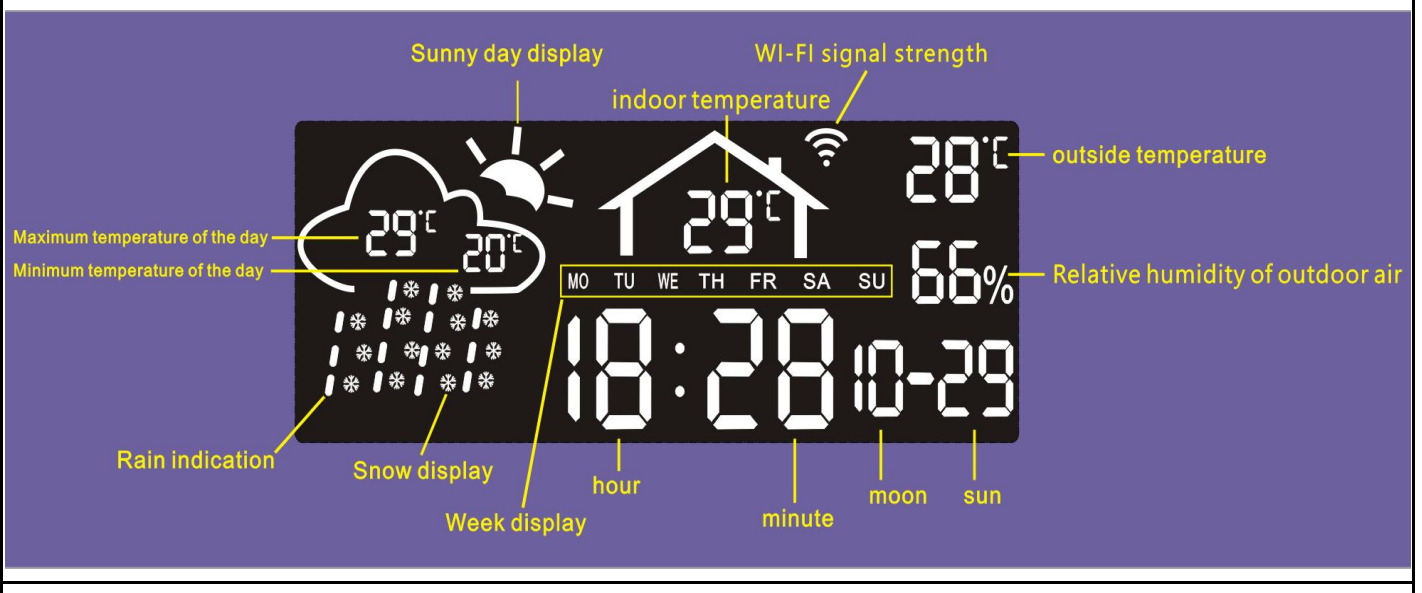 Sunny day display
WI-FI signal strength
indoor temperature
28°C
outside temperature
29°C
29°C
Maximum temperature of the day
20°C
Minimum temperature of the day
66%
Relative humidity of outdoor air
MO TU WE TH FR SA SU
18:28
10-29
Rain indication
Snow display
hour
moon
sun
Week display
minute